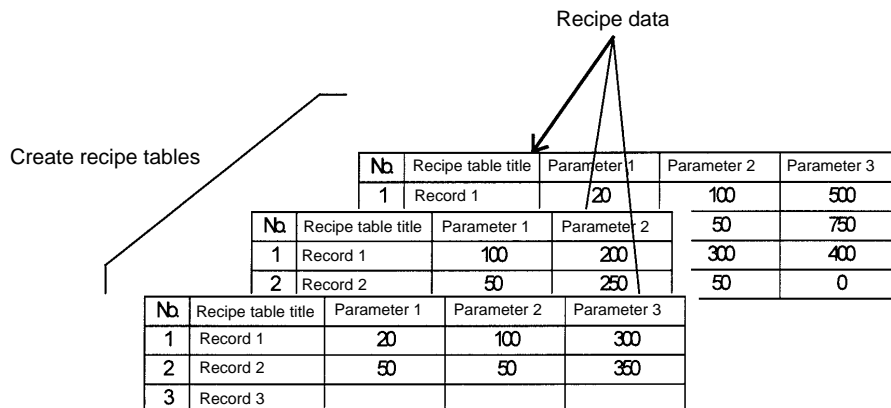 Recipe data
Create recipe tables
No. Recipe table title Parameter 1 Parameter 2 Parameter 3
1 Record 1 20 100 500
50 750
300 400
50 0
No. Recipe table title Parameter 1 Parameter 2
1 Record 1 100 200
2 Record 2 50 250
No. Recipe table title Parameter 1 Parameter 2 Parameter 3
1 Record 1 20 100 300
2 Record 2 50 50 350
3 Record 3